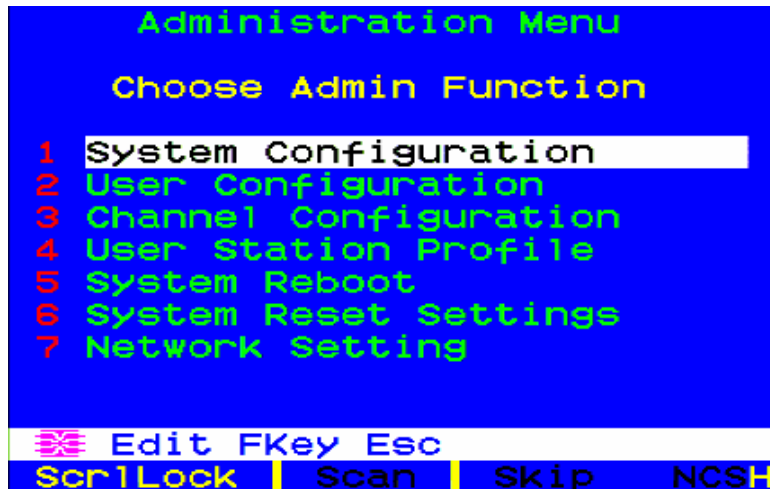 Administration Menu
Choose Admin Function
1 System Configuration
2 User Configuration
3 Channel Configuration
4 User Station Profile
5 System Reboot
6 System Reset Settings
7 Network Setting
Edit FKey Esc
ScrlLock Scan Skip NCSH